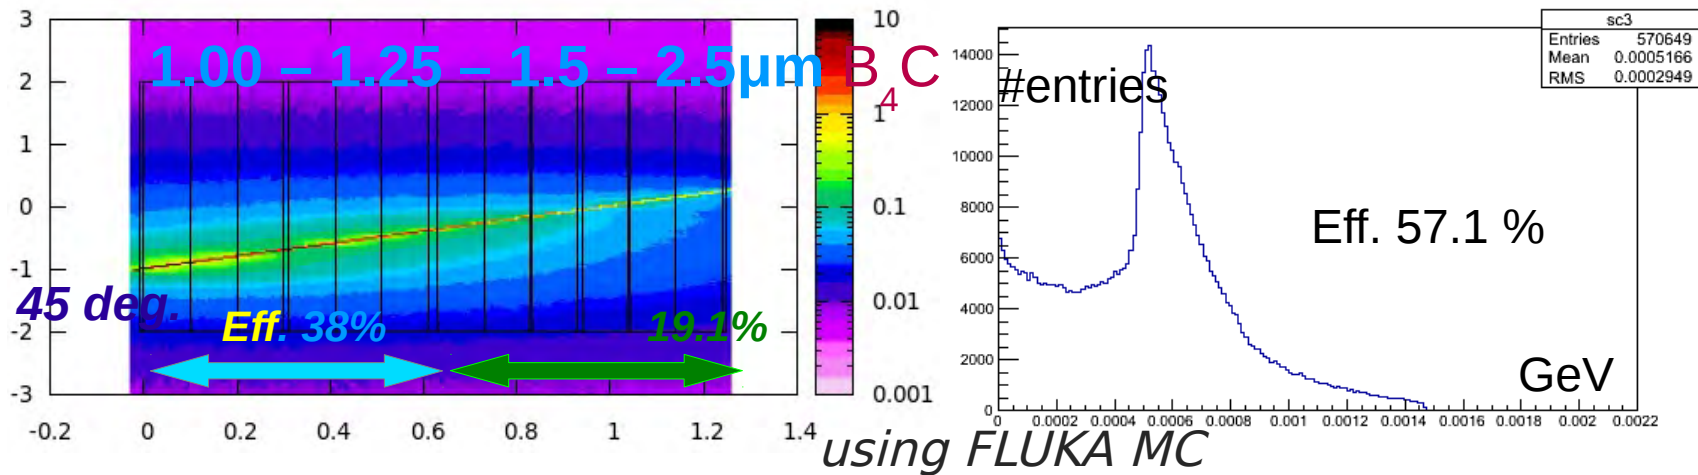 1.00 – 1.25 – 1.5 – 2.5μm B4C
3
2
1
0
-1
-2
-3
-0.2 0 0.2 0.4 0.6 0.8 1 1.2 1.4
10
1
0.1
0.01
0.001
45 deg.
Eff. 38%
19.1%
sc3
Entries 570649
Mean 0.0005166
RMS 0.0002949
#entries
14000
12000
10000
8000
6000
4000
2000
0
Eff. 57.1 %
GeV
0 0.0002 0.0004 0.0006 0.0008 0.001 0.0012 0.0014 0.0016 0.0018 0.002 0.0022
using FLUKA MC